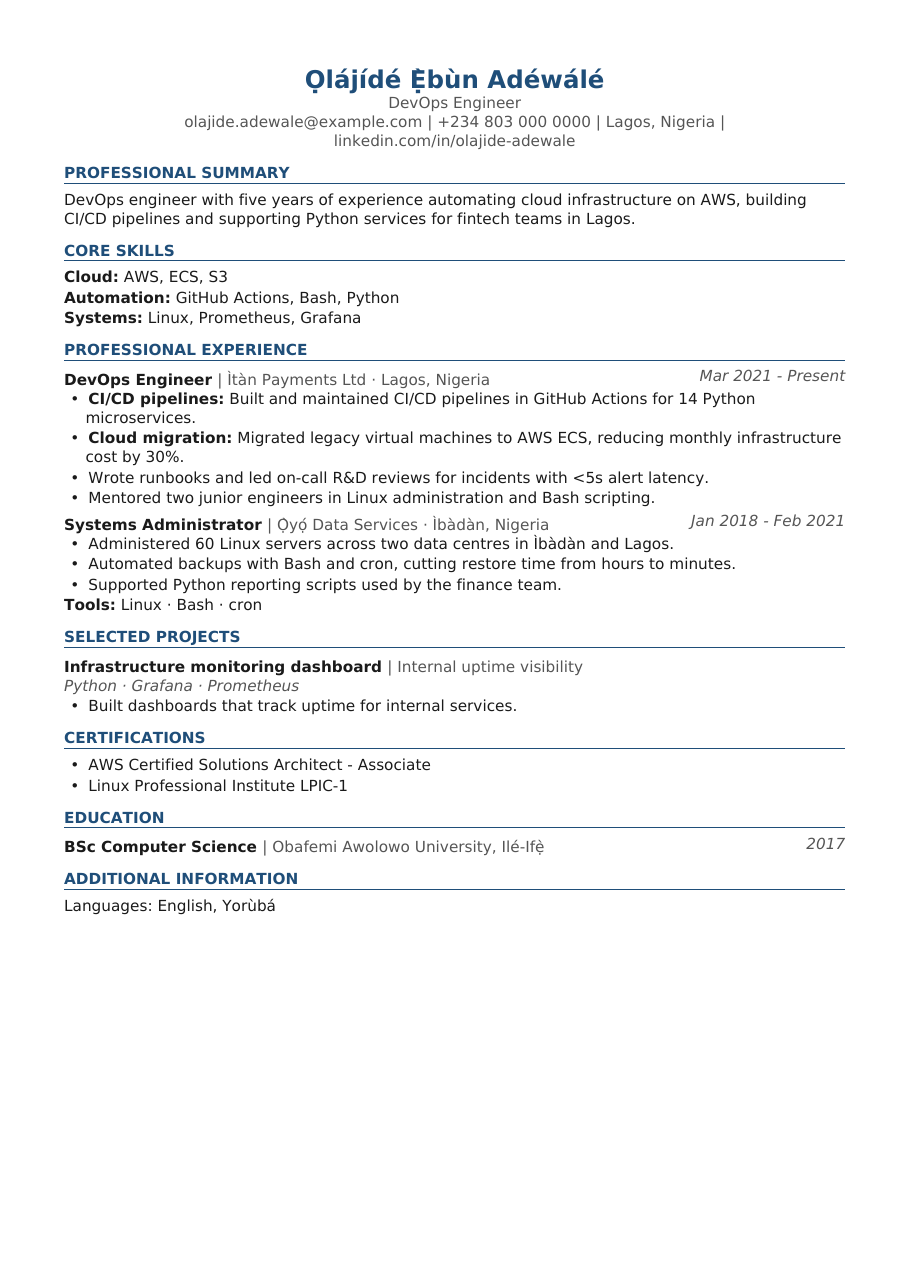 Ọlájídé Ẹ̀bùn Adéwálé
DevOps Engineer
olajide.adewale@example.com | +234 803 000 0000 | Lagos, Nigeria |
linkedin.com/in/olajide-adewale
PROFESSIONAL SUMMARY
DevOps engineer with five years of experience automating cloud infrastructure on AWS, building
CI/CD pipelines and supporting Python services for fintech teams in Lagos.
CORE SKILLS
Cloud: AWS, ECS, S3
Automation: GitHub Actions, Bash, Python
Systems: Linux, Prometheus, Grafana
PROFESSIONAL EXPERIENCE
DevOps Engineer | Ìtàn Payments Ltd · Lagos, Nigeria Mar 2021 - Present
• CI/CD pipelines: Built and maintained CI/CD pipelines in GitHub Actions for 14 Python
microservices.
• Cloud migration: Migrated legacy virtual machines to AWS ECS, reducing monthly infrastructure
cost by 30%.
• Wrote runbooks and led on-call R&D reviews for incidents with <5s alert latency.
• Mentored two junior engineers in Linux administration and Bash scripting.
Systems Administrator | Ọ̀yọ́ Data Services · Ìbàdàn, Nigeria Jan 2018 - Feb 2021
• Administered 60 Linux servers across two data centres in Ìbàdàn and Lagos.
• Automated backups with Bash and cron, cutting restore time from hours to minutes.
• Supported Python reporting scripts used by the finance team.
Tools: Linux · Bash · cron
SELECTED PROJECTS
Infrastructure monitoring dashboard | Internal uptime visibility
Python · Grafana · Prometheus
• Built dashboards that track uptime for internal services.
CERTIFICATIONS
• AWS Certified Solutions Architect - Associate
• Linux Professional Institute LPIC-1
EDUCATION
BSc Computer Science | Obafemi Awolowo University, Ilé-Ifẹ̀ 2017
ADDITIONAL INFORMATION
Languages: English, Yorùbá